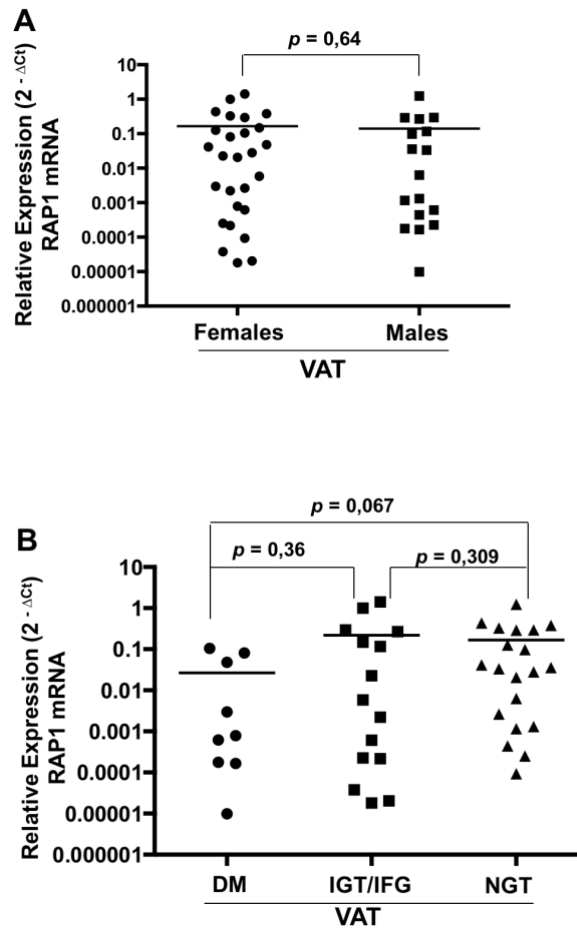 A
p = 0,64
Relative Expression (2 - ΔCt)
RAP1 mRNA
10
1
0.1
0.01
0.001
0.0001
0.00001
0.000001
Females Males
VAT
p = 0,067
B
p = 0,36 p = 0,309
Relative Expression (2 - ΔCt)
RAP1 mRNA
10
1
0.1
0.01
0.001
0.0001
0.00001
0.000001
DM IGT/IFG NGT
VAT